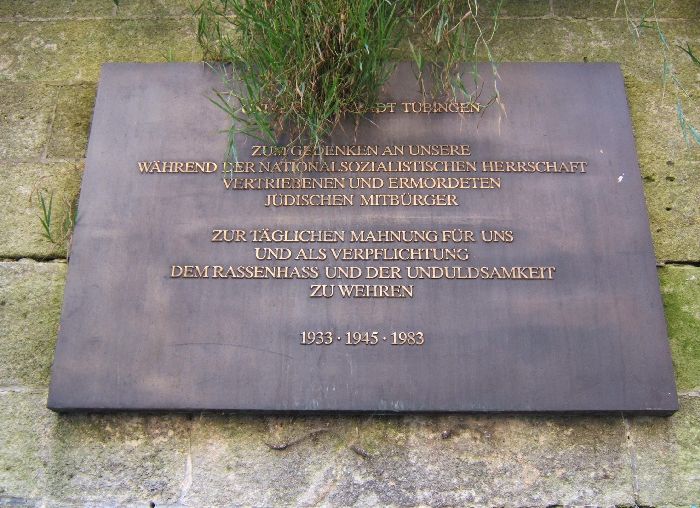 TÜBINGEN
ZUM GEDENKEN AN UNSERE
WÄHREND DER NATIONALSOZIALISTISCHEN HERRSCHAFT
VERTRIEBENEN UND ERMORDETEN
JÜDISCHEN MITBÜRGER
ZUR TÄGLICHEN MAHNUNG FÜR UNS
UND ALS VERPFLICHTUNG
DEM RASSENHASS UND DER UNDULDSAMKEIT
ZU WEHREN
1933 · 1945 · 1983